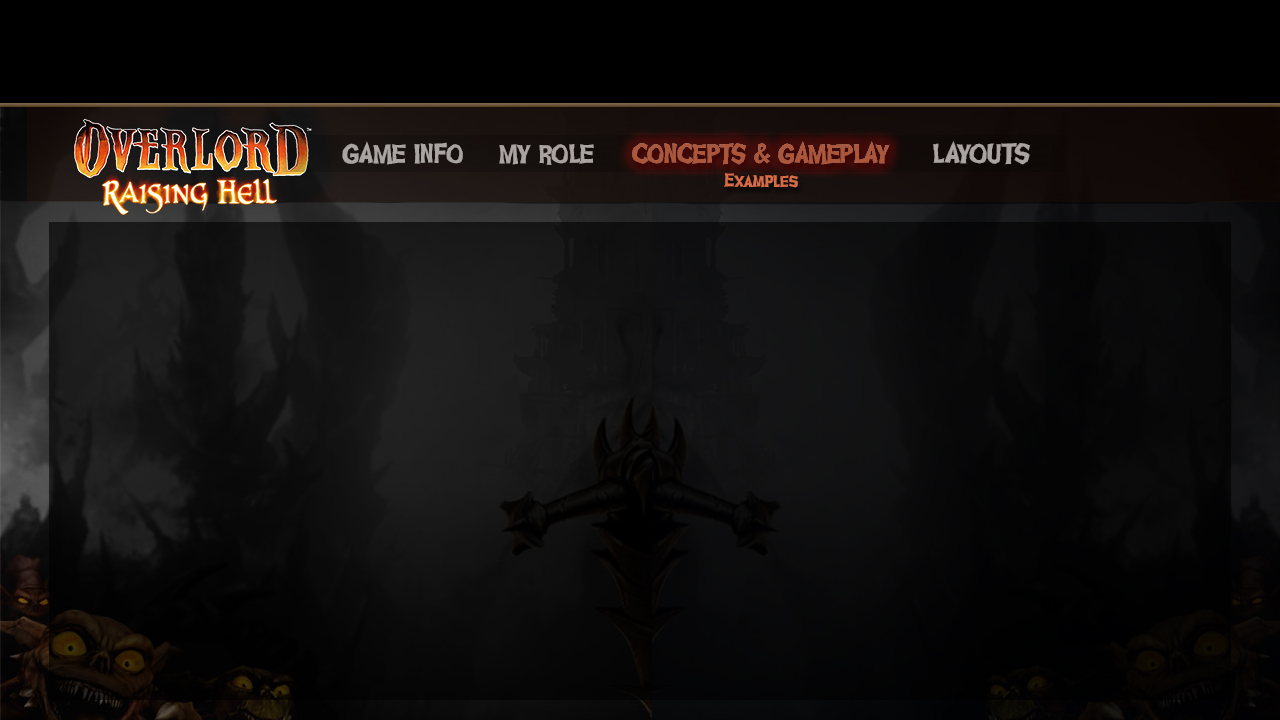 OVERLORD™
RAISING HELL
GAME INFO
MY ROLE
CONCEPTS & GAMEPLAY
EXAMPLES
LAYOUTS